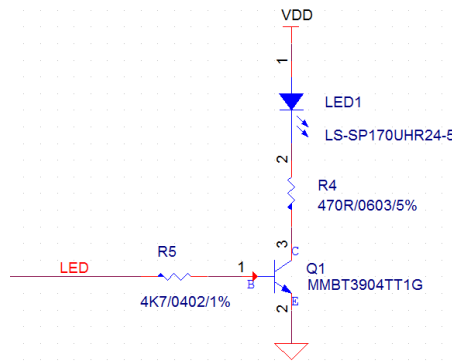 VDD
1
LED1
LS-SP170UHR24-5
2
R4
470R/0603/5%
3
C
R5
LED
1
B
Q1
MMBT3904TT1G
4K7/0402/1%
E
2